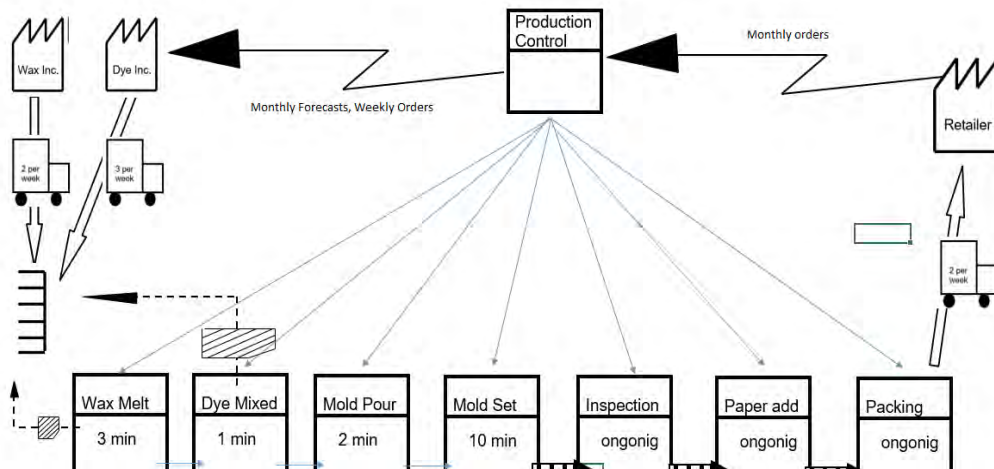 Production
Control
Monthly orders
Wax Inc.
Dye Inc.
Monthly Forecasts, Weekly Orders
Retailer
2 per
week
3 per
week
2 per
week
Wax Melt
Dye Mixed
Mold Pour
Mold Set
Inspection
Paper add
Packing
3 min
1 min
2 min
10 min
ongonig
ongonig
ongonig